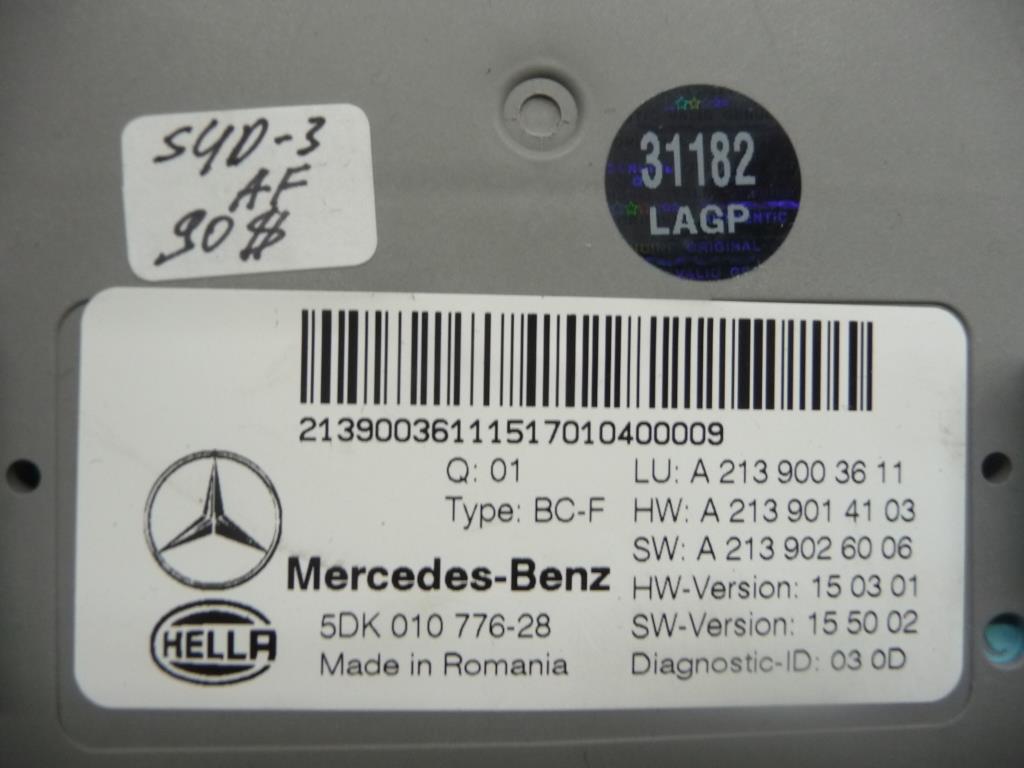 S4D-3
AF
90$
31182
LAGP
2139003611151701040​0009
Q: 01
Type: BC-F
LU: A 213 900 36 11
HW: A 213 901 41 03
SW: A 213 902 60 06
HW-Version: 15 03 01
SW-Version: 15 50 02
Diagnostic-ID: 03 0D
Mercedes-Benz
HELLA
5DK 010 776-28
Made in Romania